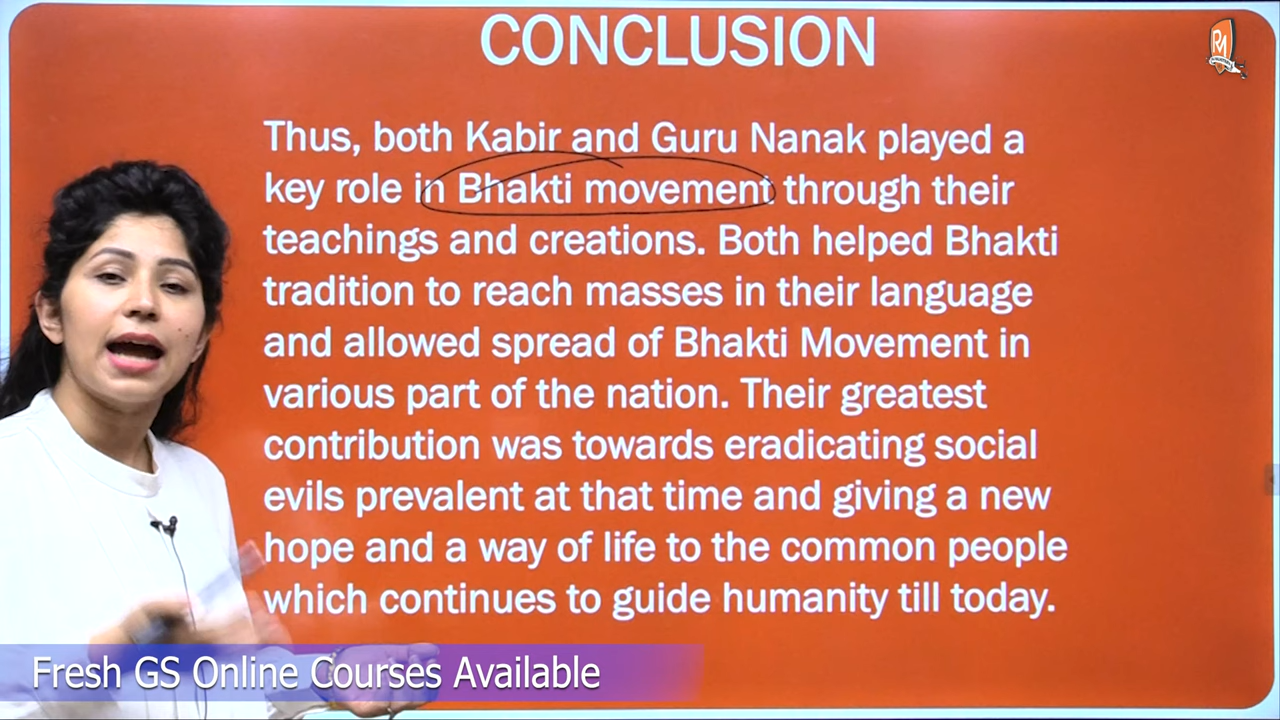 CONCLUSION
Thus, both Kabir and Guru Nanak played a
key role in Bhakti movement through their
teachings and creations. Both helped Bhakti
tradition to reach masses in their language
and allowed spread of Bhakti Movement in
various part of the nation. Their greatest
contribution was towards eradicating social
evils prevalent at that time and giving a new
hope and a way of life to the common people
which continues to guide humanity till today.
Fresh GS Online Courses Available